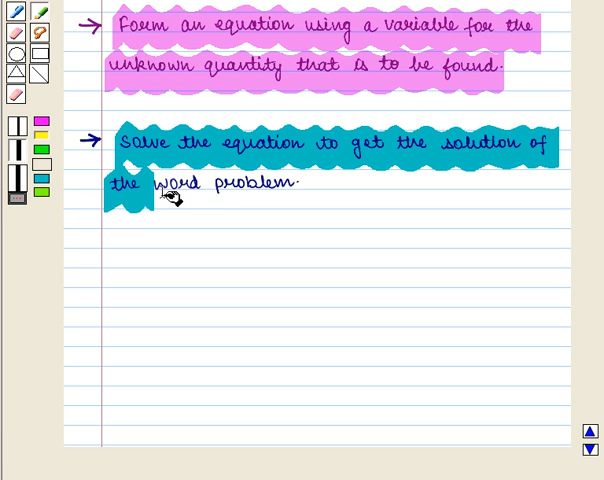 → Form an equation using a variable for the
unknown quantity that is to be found.
→ Solve the equation to get the solution of
the word problem.